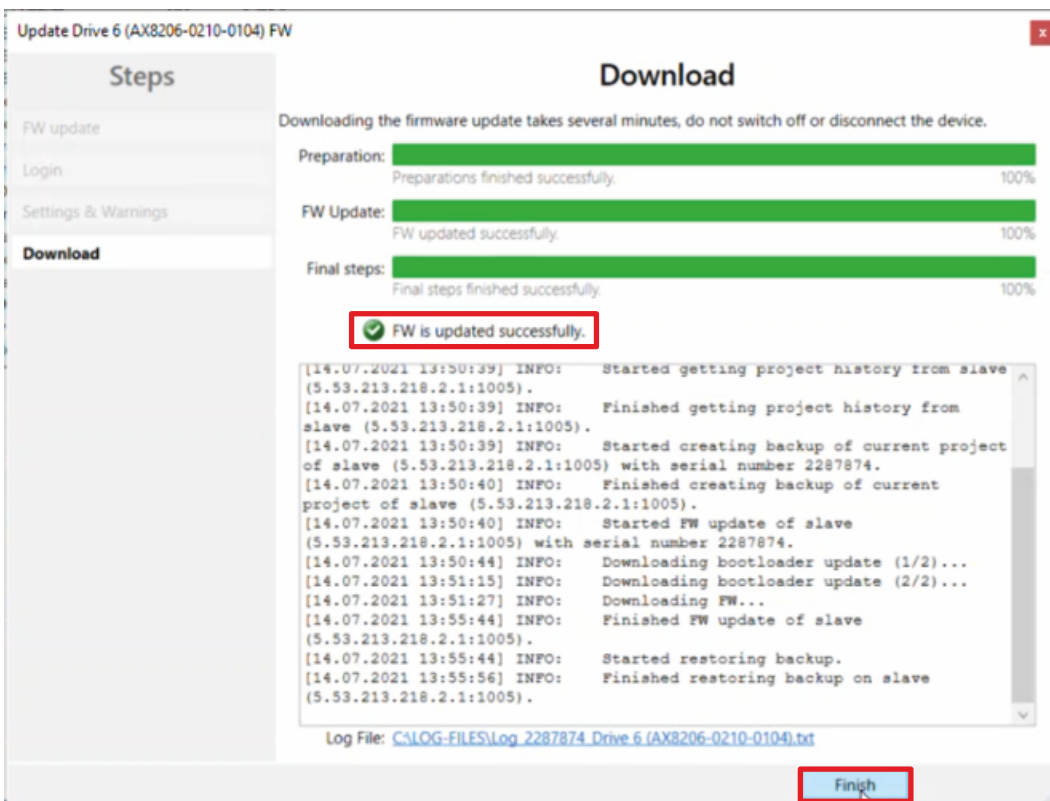 Update Drive 6 (AX8206-0210-0104) FW
x
Steps
FW update
Login
Settings & Warnings
Download
Download
Downloading the firmware update takes several minutes, do not switch off or disconnect the device.
Preparation:
Preparations finished successfully.
100%
FW Update:
FW updated successfully.
100%
Final steps:
Final steps finished successfully.
100%
FW is updated successfully.
[14.07.2021 13:50:39] INFO: Started getting project history from slave
(5.53.213.218.2.1:1005).
[14.07.2021 13:50:39] INFO: Finished getting project history from
slave (5.53.213.218.2.1:1005).
[14.07.2021 13:50:39] INFO: Started creating backup of current project
of slave (5.53.213.218.2.1:1005) with serial number 2287874.
[14.07.2021 13:50:40] INFO: Finished creating backup of current
project of slave (5.53.213.218.2.1:1005).
[14.07.2021 13:50:40] INFO: Started FW update of slave
(5.53.213.218.2.1:1005) with serial number 2287874.
[14.07.2021 13:50:44] INFO: Downloading bootloader update (1/2)...
[14.07.2021 13:51:15] INFO: Downloading bootloader update (2/2)...
[14.07.2021 13:51:27] INFO: Downloading FW...
[14.07.2021 13:55:44] INFO: Finished FW update of slave
(5.53.213.218.2.1:1005).
[14.07.2021 13:55:44] INFO: Started restoring backup.
[14.07.2021 13:55:56] INFO: Finished restoring backup on slave
(5.53.213.218.2.1:1005).
Log File: C:\LOG-FILES\Log_2287874_Drive 6 (AX8206-0210-0104).txt
Finish